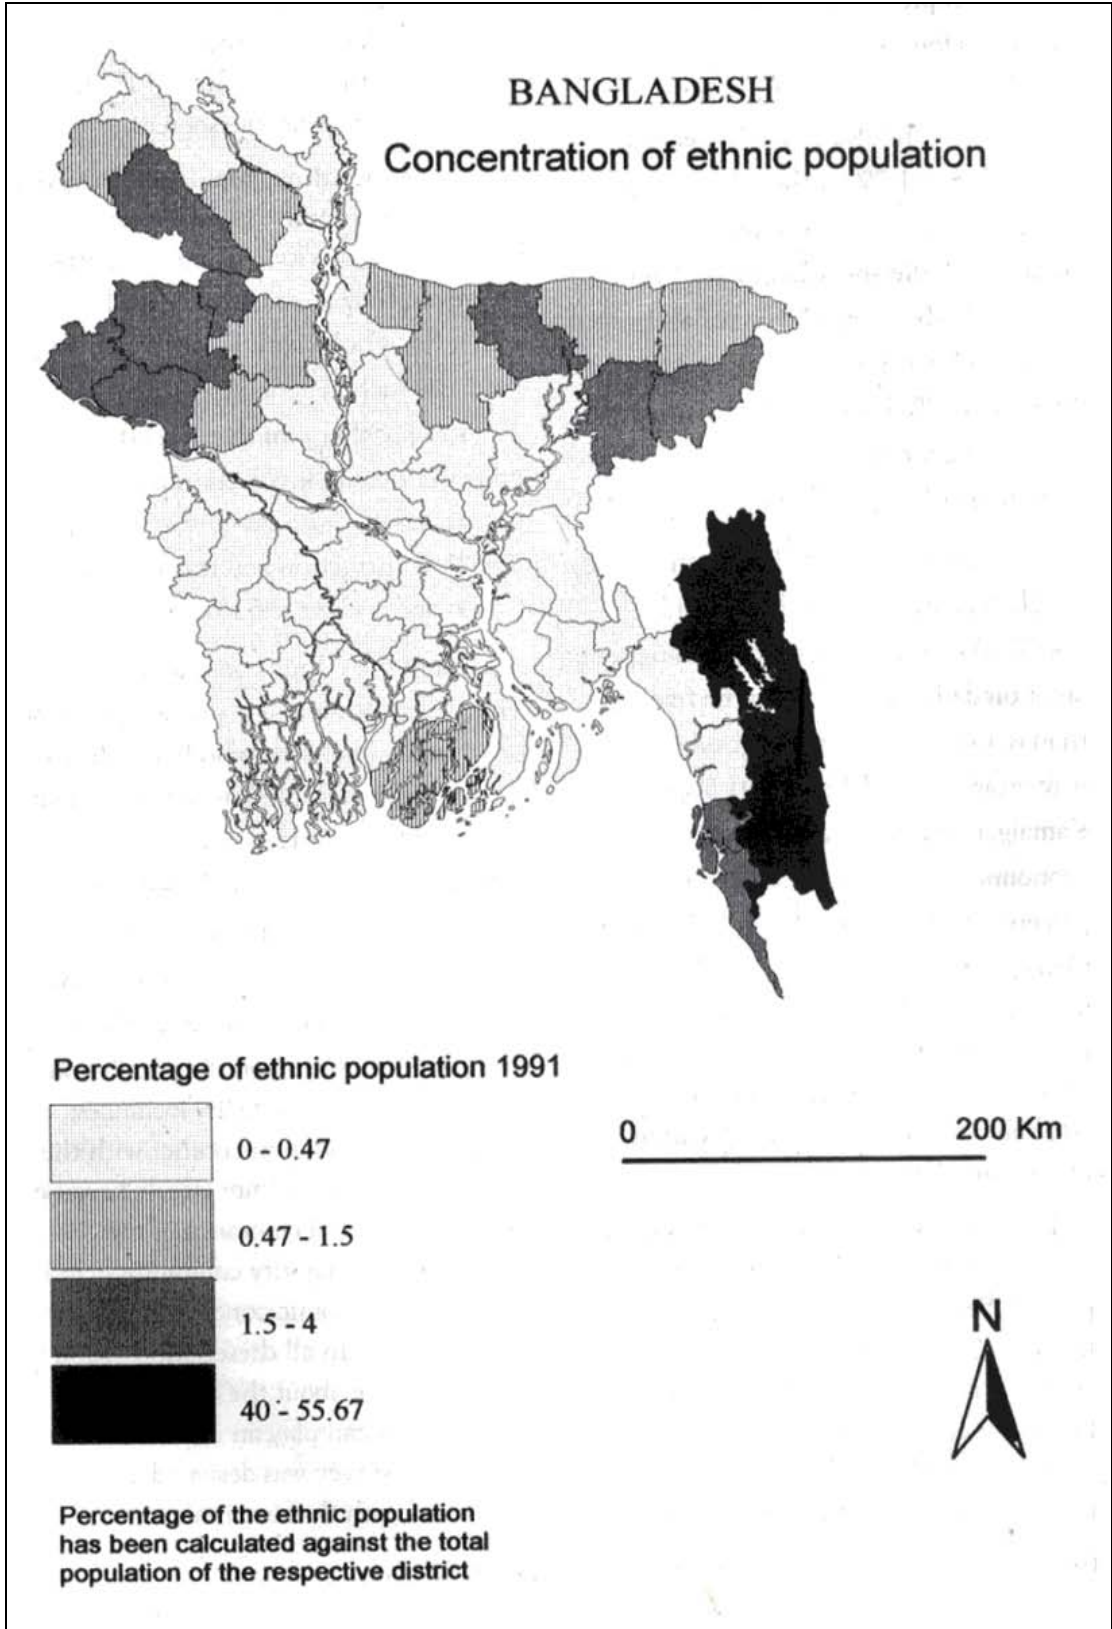 BANGLADESH
Concentration of ethnic population
Percentage of ethnic population 1991
0 - 0.47
0.47 - 1.5
1.5 - 4
40 - 55.67
0 200 Km
N
Percentage of the ethnic population
has been calculated against the total
population of the respective district